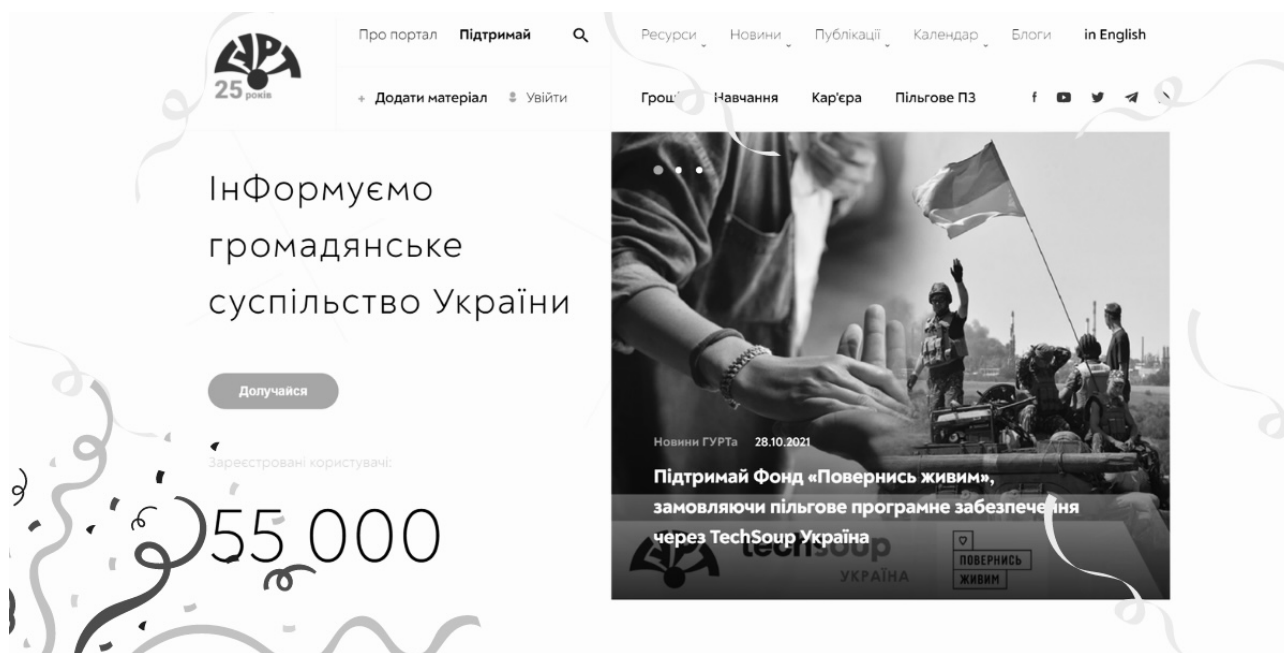 ГУРТ
25 років
Про портал Підтримай
+ Додати матеріал Увійти
Ресурси Новини Публікації Календар Блоги in English
Гроші Навчання Кар'єра Пільгове ПЗ
ІнФормуємо
громадянське
суспільство України
Долучайся
Зареєстровані користувачі:
55 000
Новини ГУРТа 28.10.2021
Підтримай Фонд «Повернись живим»,
замовляючи пільгове програмне забезпечення
через TechSoup Україна
techsoup
УКРАЇНА
ПОВЕРНИСЬ
ЖИВИМ